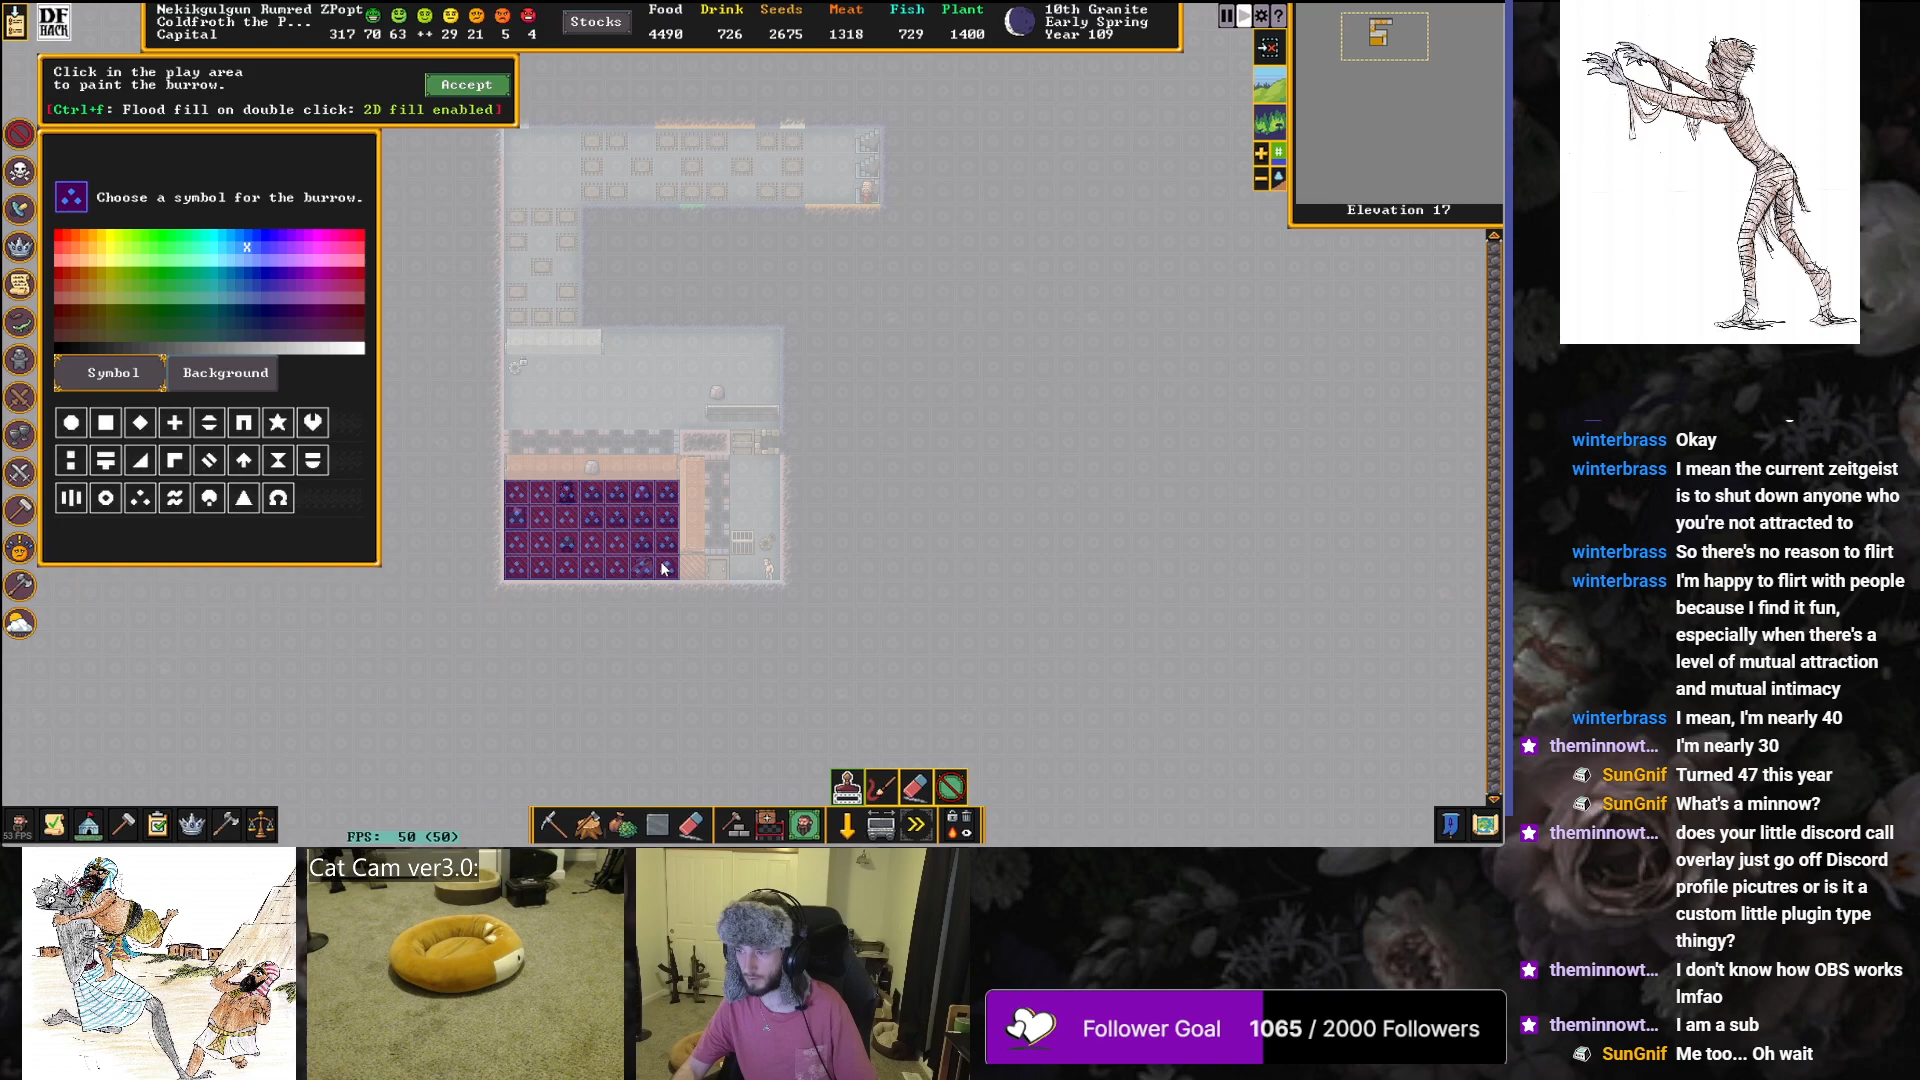 DF
HACK
Nekikgulgun Rumred ZPopt
Coldfroth the P...
Capital 317 70 63 ++ 29 21 5 4
Stocks
Food Drink Seeds Meat Fish Plant
4490 726 2675 1318 729 1400
10th Granite
Early Spring
Year 109
Click in the play area
to paint the burrow.
Accept
[Ctrl+f: Flood fill on double click: 2D fill enabled]
Choose a symbol for the burrow.
Symbol
Background
Elevation 17
53 FPS
FPS: 50 (50)
Cat Cam ver3.0:
Follower Goal 1065 / 2000 Followers
winterbrass Okay
winterbrass I mean the current zeitgeist
is to shut down anyone who
you're not attracted to
winterbrass So there's no reason to flirt
winterbrass I'm happy to flirt with people
because I find it fun,
especially when there's a
level of mutual attraction
and mutual intimacy
winterbrass I mean, I'm nearly 40
theminnowt... I'm nearly 30
SunGnif Turned 47 this year
SunGnif What's a minnow?
theminnowt... does your little discord call
overlay just go off Discord
profile picutres or is it a
custom little plugin type
thingy?
theminnowt... I don't know how OBS works
lmfao
theminnowt... I am a sub
SunGnif Me too... Oh wait